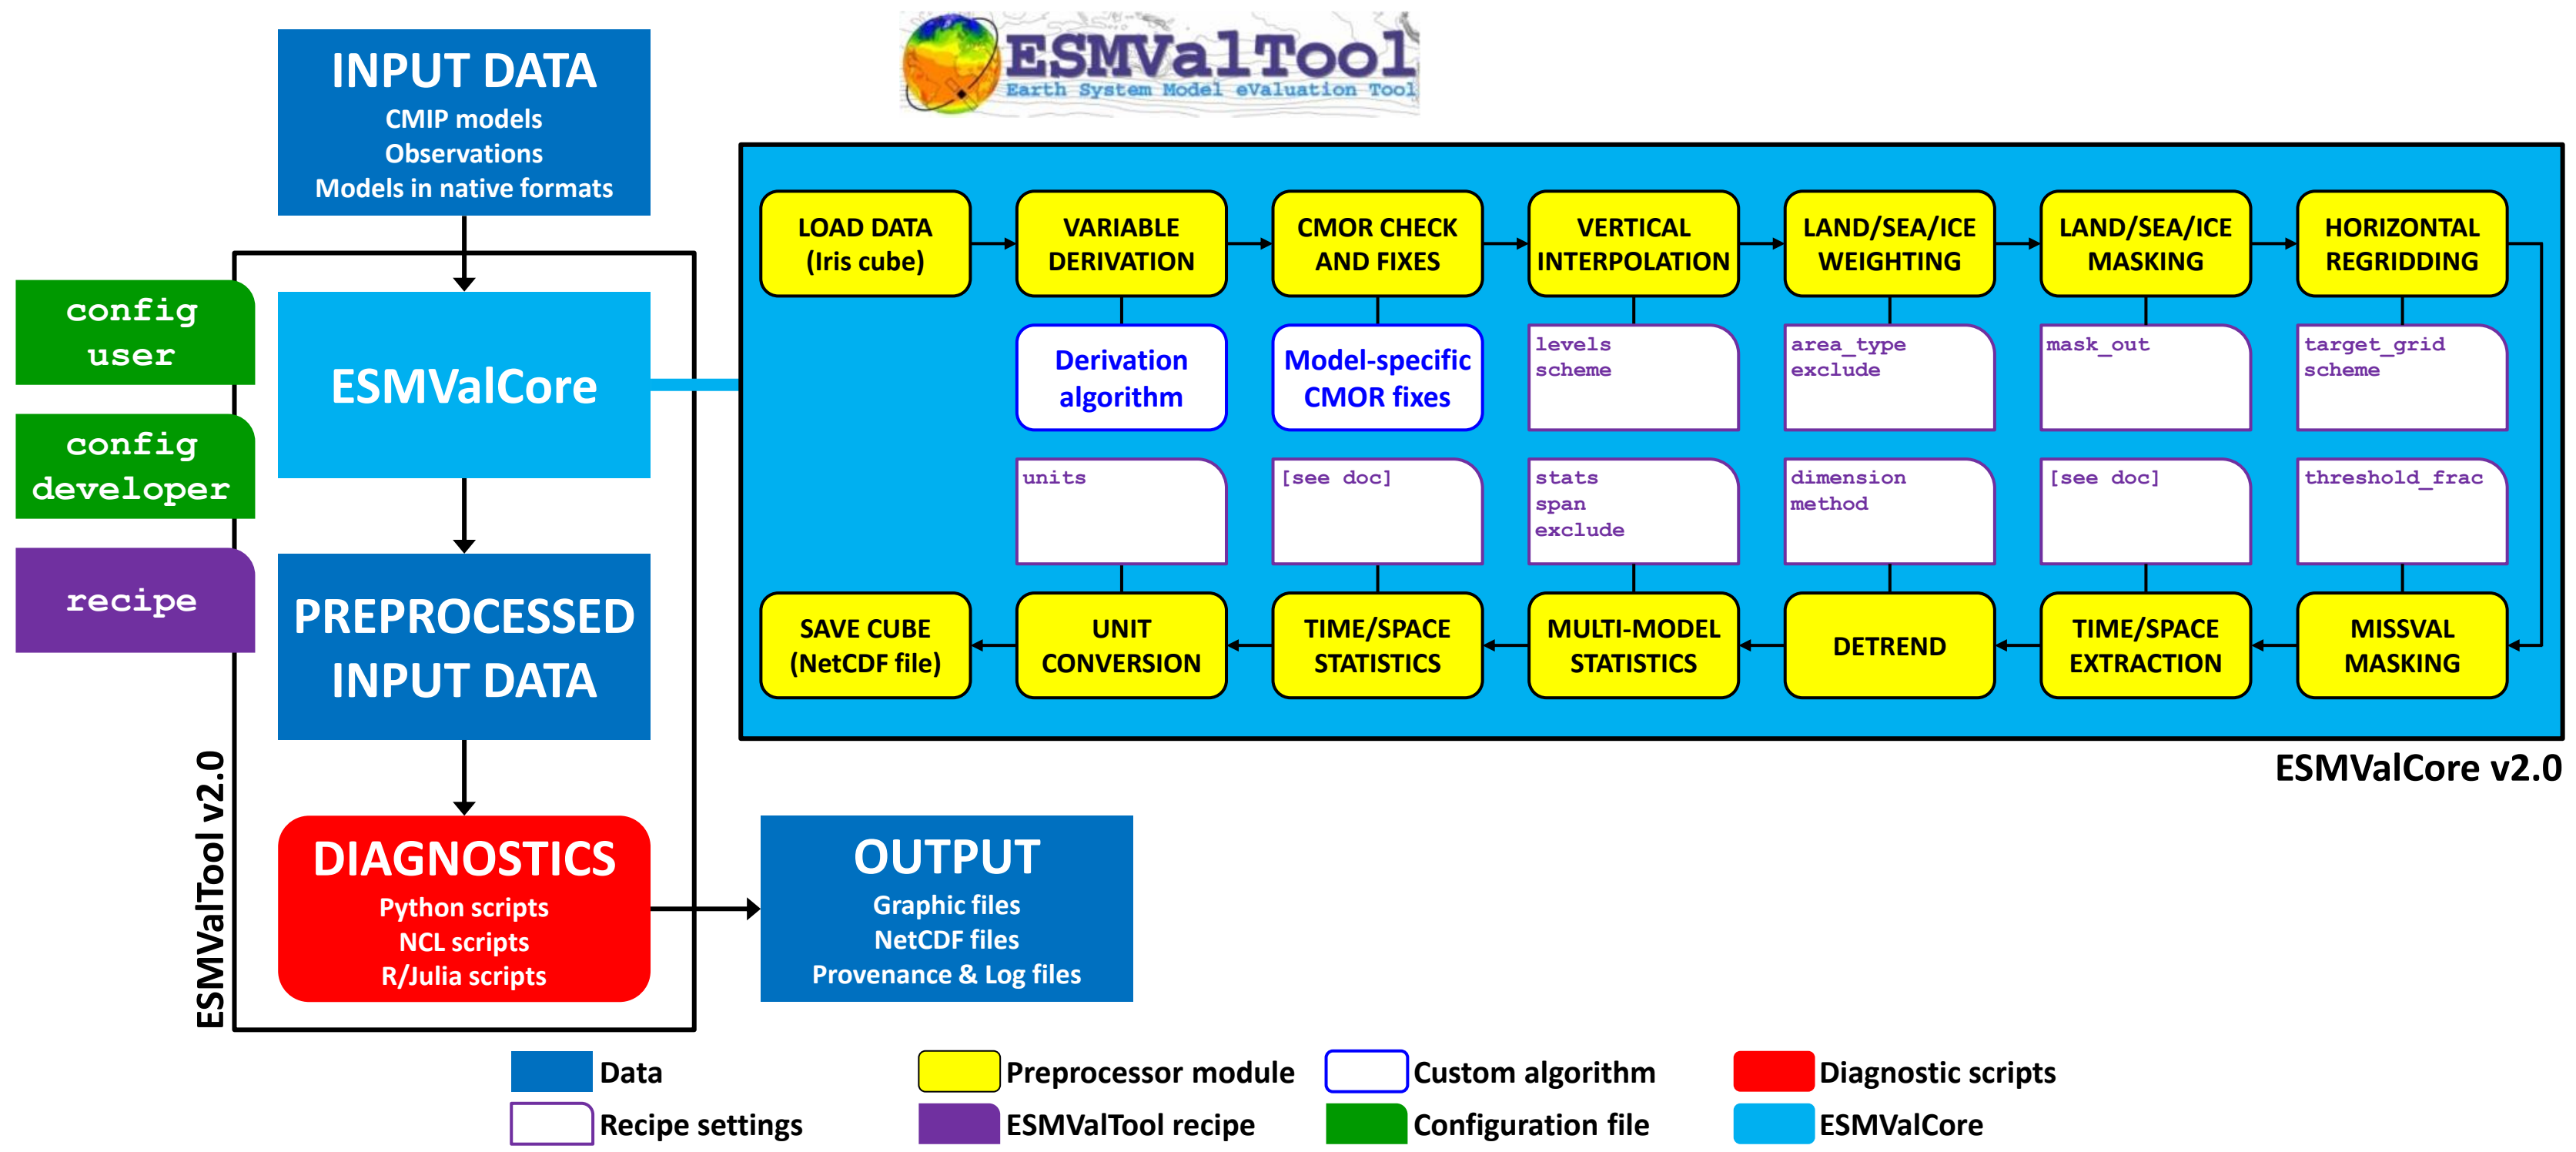 ESMValTool
Earth System Model eValuation Tool
INPUT DATA
CMIP models
Observations
Models in native formats
config
user
config
developer
recipe
ESMValCore
PREPROCESSED
INPUT DATA
DIAGNOSTICS
Python scripts
NCL scripts
R/Julia scripts
ESMValTool v2.0
OUTPUT
Graphic files
NetCDF files
Provenance & Log files
LOAD DATA
(Iris cube)
VARIABLE
DERIVATION
CMOR CHECK
AND FIXES
VERTICAL
INTERPOLATION
LAND/SEA/ICE
WEIGHTING
LAND/SEA/ICE
MASKING
HORIZONTAL
REGRIDDING
Derivation
algorithm
Model-specific
CMOR fixes
levels
scheme
area_type
exclude
mask_out
target_grid
scheme
units
[see doc]
stats
span
exclude
dimension
method
[see doc]
threshold_frac
SAVE CUBE
(NetCDF file)
UNIT
CONVERSION
TIME/SPACE
STATISTICS
MULTI-MODEL
STATISTICS
DETREND
TIME/SPACE
EXTRACTION
MISSVAL
MASKING
ESMValCore v2.0
Data
Preprocessor module
Custom algorithm
Diagnostic scripts
Recipe settings
ESMValTool recipe
Configuration file
ESMValCore